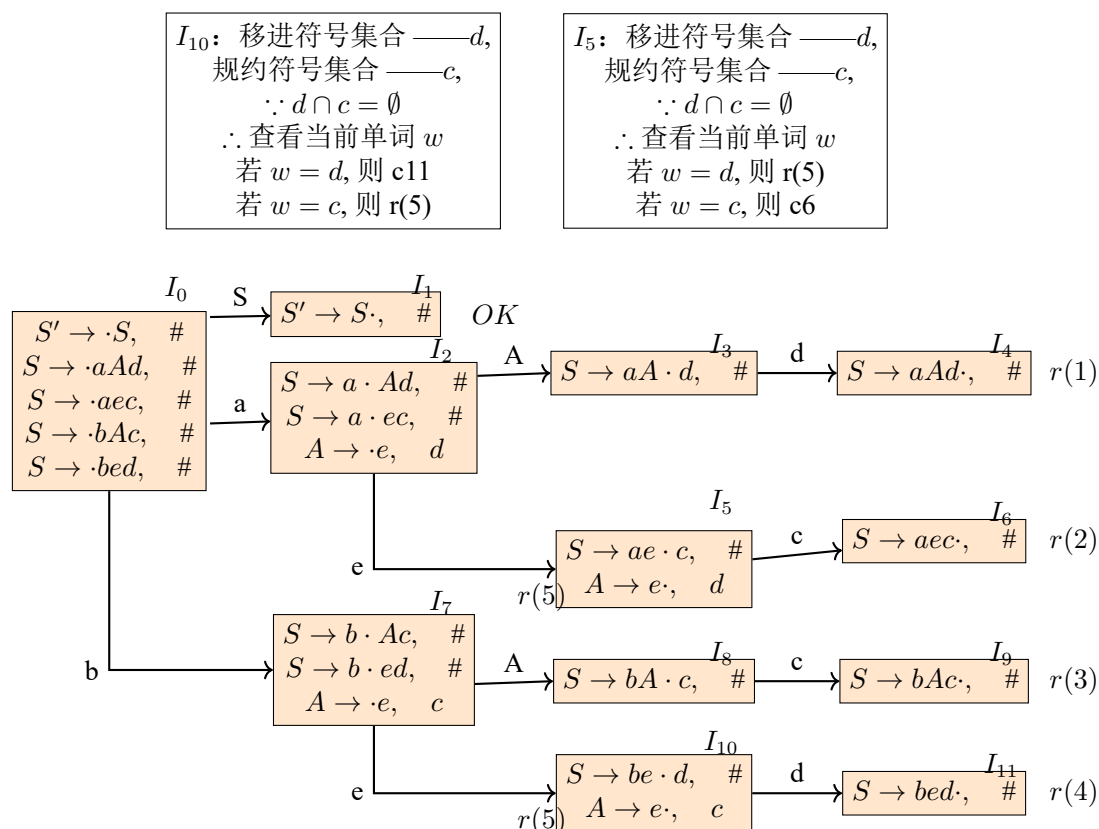 I₁₀：移进符号集合 ——d,
规约符号集合 ——c,
∵ d ∩ c = ∅
∴ 查看当前单词 w
若 w = d, 则 c11
若 w = c, 则 r(5)
I₅：移进符号集合 ——d,
规约符号集合 ——c,
∵ d ∩ c = ∅
∴ 查看当前单词 w
若 w = d, 则 r(5)
若 w = c, 则 c6
I₀
S′ → ·S, #
S → ·aAd, #
S → ·aec, #
S → ·bAc, #
S → ·bed, #
S
I₁
S′ → S·, #
OK
a
I₂
S → a · Ad, #
S → a · ec, #
A → ·e, d
A
I₃
S → aA · d, #
d
I₄
S → aAd·, #
r(1)
e
I₅
S → ae · c, #
A → e·, d
r(5)
c
I₆
S → aec·, #
r(2)
b
I₇
S → b · Ac, #
S → b · ed, #
A → ·e, c
A
I₈
S → bA · c, #
c
I₉
S → bAc·, #
r(3)
e
I₁₀
S → be · d, #
A → e·, c
r(5)
d
I₁₁
S → bed·, #
r(4)